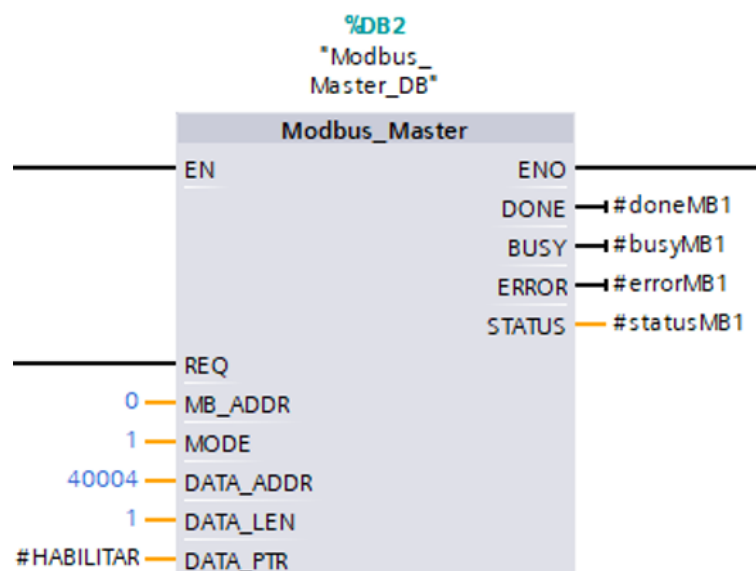 %DB2
"Modbus_
Master_DB"
Modbus_Master
EN ENO
DONE #doneMB1
BUSY #busyMB1
ERROR #errorMB1
STATUS #statusMB1
REQ
0 MB_ADDR
1 MODE
40004 DATA_ADDR
1 DATA_LEN
#HABILITAR DATA_PTR